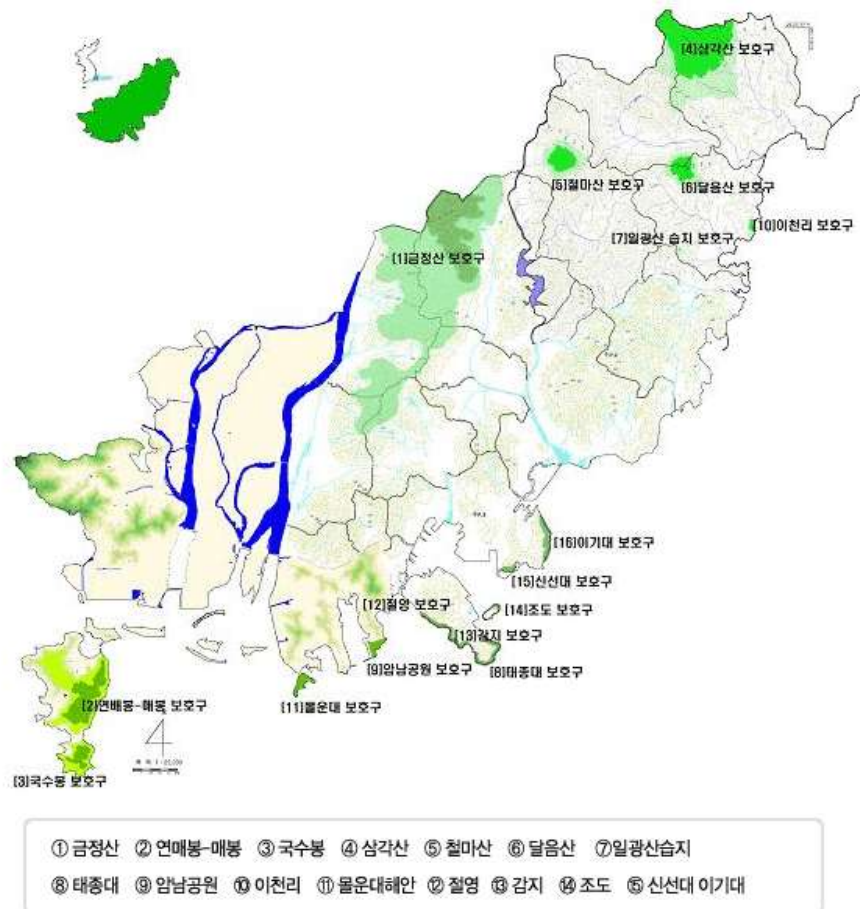 [4]삼각산 보호구
[5]철마산 보호구
[6]달음산 보호구
[10]이천리 보호구
[7]일광산 습지 보호구
[1]금정산 보호구
[16]이기대 보호구
[15]신선대 보호구
[12]절영 보호구
[14]조도 보호구
[13]감지 보호구
[9]암남공원 보호구
[8]태종대 보호구
[2]연배봉-매봉 보호구
[11]몰운대 보호구
[3]국수봉 보호구
① 금정산 ② 연매봉-매봉 ③ 국수봉 ④ 삼각산 ⑤ 철마산 ⑥ 달음산 ⑦일광산습지
⑧ 태종대 ⑨ 암남공원 ⑩ 이천리 ⑪ 몰운대해안 ⑫ 절영 ⑬ 감지 ⑭ 조도 ⑮ 신선대 이기대